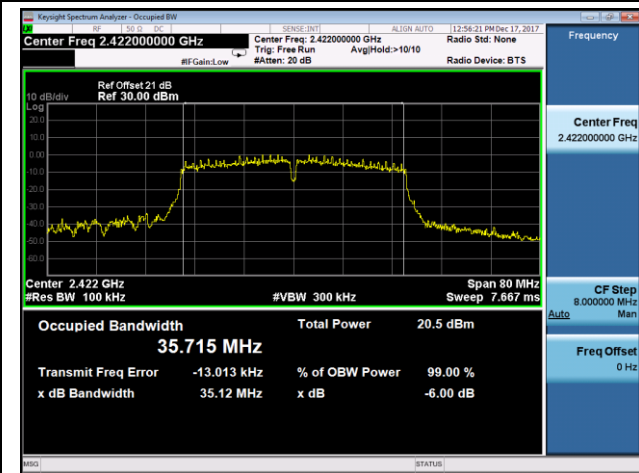 Keysight Spectrum Analyzer - Occupied BW
RF 50 Ω DC SENSE:INT ALIGN AUTO 12:56:21 PM Dec 17, 2017
Center Freq 2.422000000 GHz Center Freq: 2.422000000 GHz Radio Std: None Frequency
Trig: Free Run Avg|Hold:>10/10
#IFGain:Low #Atten: 20 dB Radio Device: BTS
Ref Offset 21 dB
10 dB/div Ref 30.00 dBm
Log
20.0
10.0
0.00
-10.0
-20.0
-30.0
-40.0
-50.0
-60.0
Center Freq
2.422000000 GHz
Center 2.422 GHz Span 80 MHz
#Res BW 100 kHz #VBW 300 kHz Sweep 7.667 ms
CF Step
8.000000 MHz
Auto Man
Occupied Bandwidth Total Power 20.5 dBm
35.715 MHz
Transmit Freq Error -13.013 kHz % of OBW Power 99.00 %
x dB Bandwidth 35.12 MHz x dB -6.00 dB
Freq Offset
0 Hz
MSG STATUS